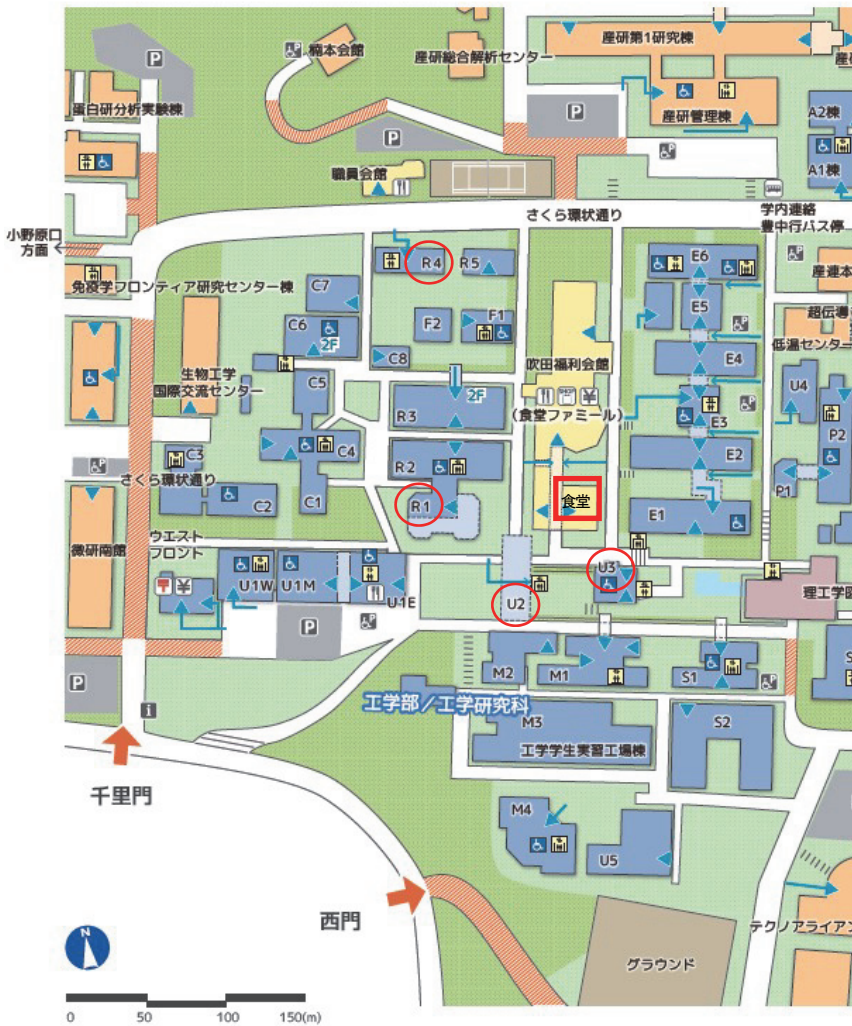 P
楠本会館
産研総合解析センター
産研第1研究棟
蛋白研分析実験棟
P
P
産研管理棟
A2棟
A1棟
職員会館
さくら環状通り
学内連絡
豊中行バス停
小野原口
方面
免疫学フロンティア研究センター棟
R4
R5
E6
C7
C6
2F
F2
F1
E5
C8
吹田福利会館
E4
低温センター
生物工学
国際交流センター
C5
2F
SHOP
(食堂ファミール)
U4
R3
E3
P2
C4
C3
R2
E2
さくら環状通り
C2
C1
R1
食堂
E1
P1
微研南館
ウエスト
フロント
U1W
U1M
U1E
U3
U2
理工学図
P
P
M2
M1
S1
i
工学部/工学研究科
M3
S2
工学学生実習工場棟
千里門
M4
U5
西門
テクノアライアン
グラウンド
N
0 50 100 150(m)